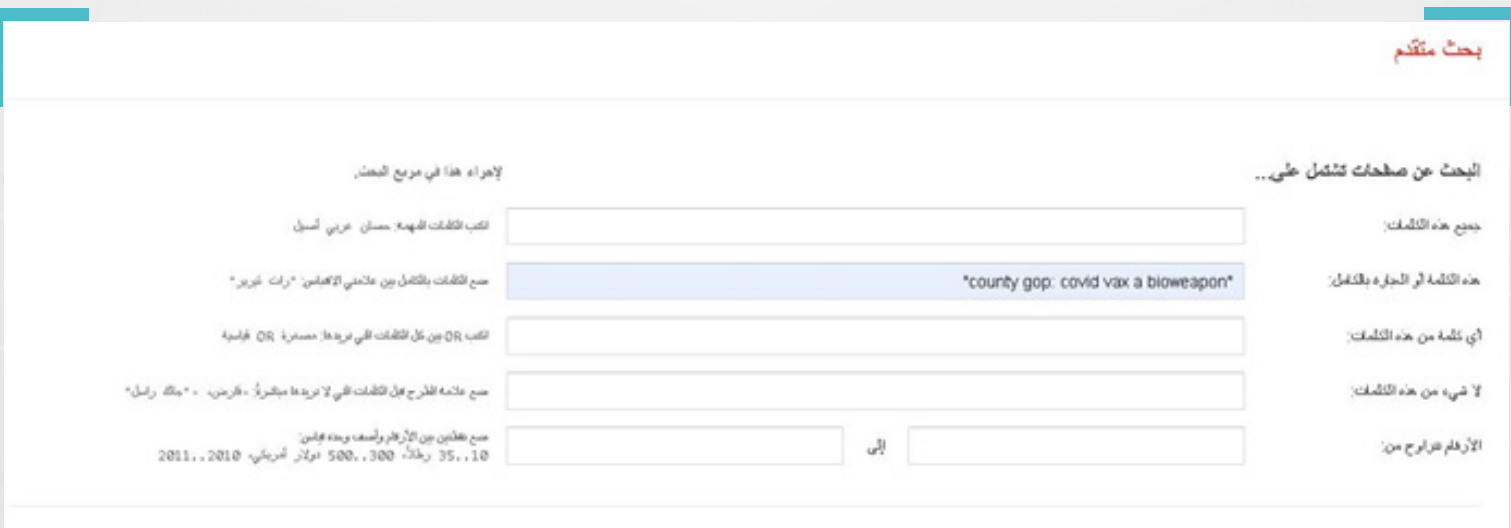 بحث متقدم
البحث عن صفحات تشتمل على...
لإجراء هذا في مربع البحث.
جميع هذه الكلمات:
اكتب الكلمات المهمة: حصان عربي أصيل
هذه الكلمة أو العبارة بالكامل:
"county gop: covid vax a bioweapon"
ضع الكلمات بالكامل بين علامتي الاقتباس: "رات تيرير"
أي كلمة من هذه الكلمات:
اكتب OR بين كل الكلمات التي تريدها: مصغرة OR قياسية
لا شيء من هذه الكلمات:
ضع علامة الطرح قبل الكلمات التي لا تريدها مباشرةً: -قارض، -"جاك راسل"
الأرقام تتراوح من:
إلى
ضع نقطتين بين الأرقام وأضف وحدة قياس:
10..35 رطلاً، 300..500 دولار أمريكي، 2010..2011